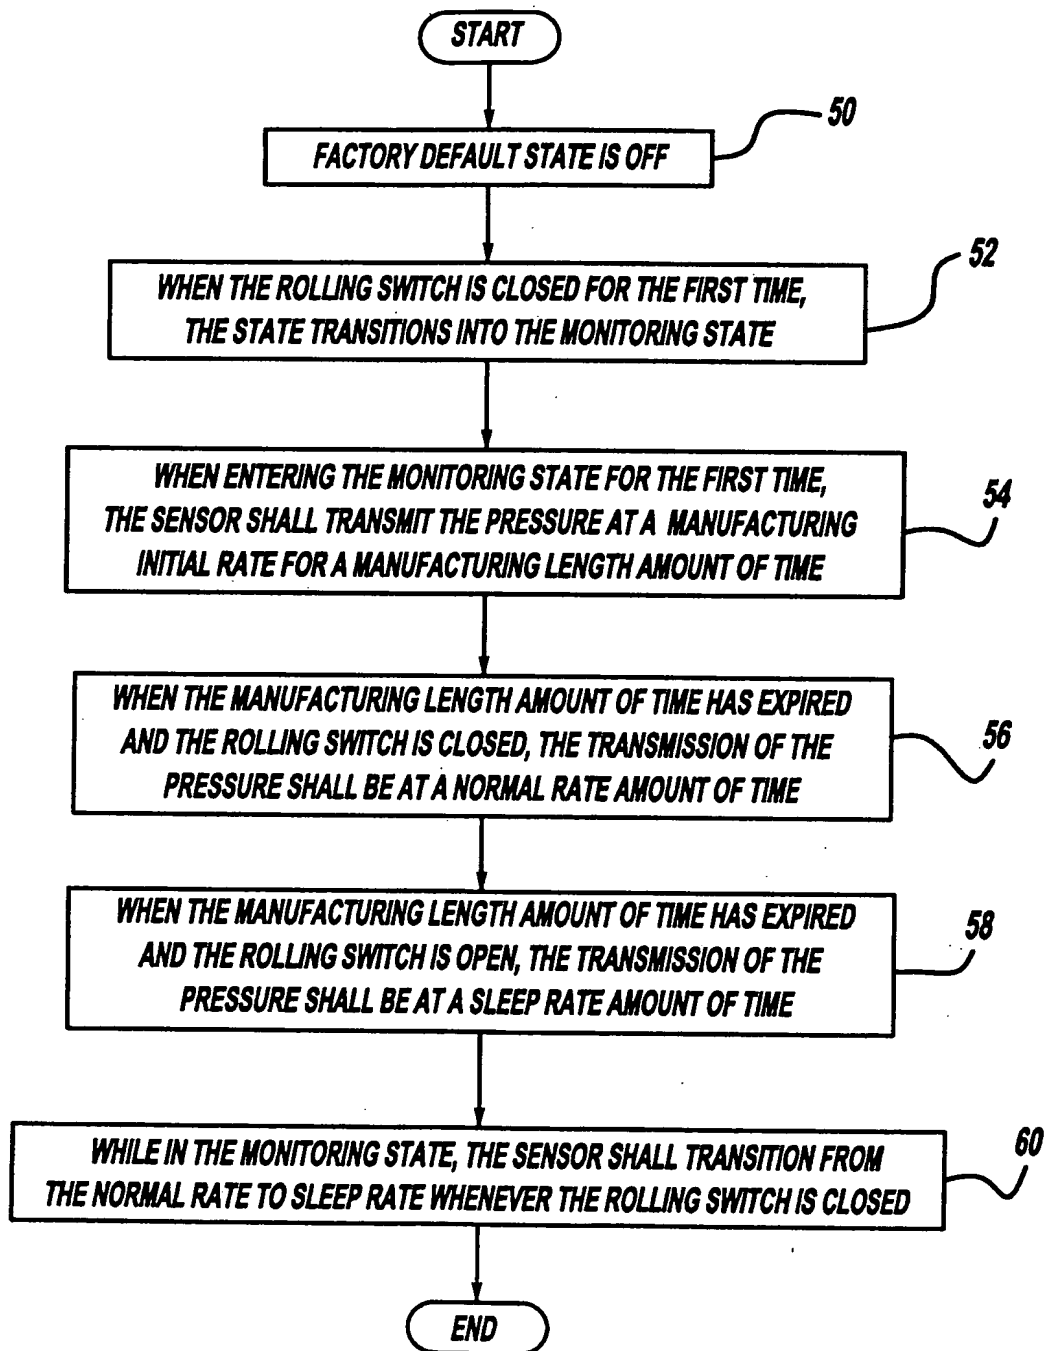 START
FACTORY DEFAULT STATE IS OFF
50
WHEN THE ROLLING SWITCH IS CLOSED FOR THE FIRST TIME,
THE STATE TRANSITIONS INTO THE MONITORING STATE
52
WHEN ENTERING THE MONITORING STATE FOR THE FIRST TIME,
THE SENSOR SHALL TRANSMIT THE PRESSURE AT A MANUFACTURING
INITIAL RATE FOR A MANUFACTURING LENGTH AMOUNT OF TIME
54
WHEN THE MANUFACTURING LENGTH AMOUNT OF TIME HAS EXPIRED
AND THE ROLLING SWITCH IS CLOSED, THE TRANSMISSION OF THE
PRESSURE SHALL BE AT A NORMAL RATE AMOUNT OF TIME
56
WHEN THE MANUFACTURING LENGTH AMOUNT OF TIME HAS EXPIRED
AND THE ROLLING SWITCH IS OPEN, THE TRANSMISSION OF THE
PRESSURE SHALL BE AT A SLEEP RATE AMOUNT OF TIME
58
WHILE IN THE MONITORING STATE, THE SENSOR SHALL TRANSITION FROM
THE NORMAL RATE TO SLEEP RATE WHENEVER THE ROLLING SWITCH IS CLOSED
60
END